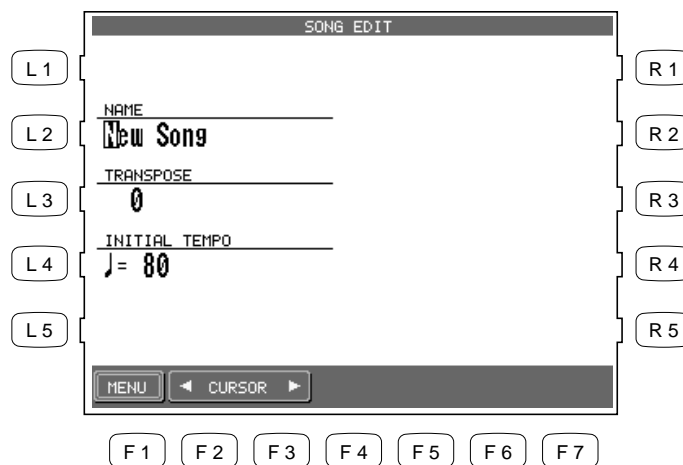 SONG EDIT
L 1
R 1
NAME
L 2
New Song
R 2
TRANSPOSE
L 3
0
R 3
INITIAL TEMPO
L 4
♩= 80
R 4
L 5
R 5
MENU ◄ CURSOR ►
F 1 F 2 F 3 F 4 F 5 F 6 F 7